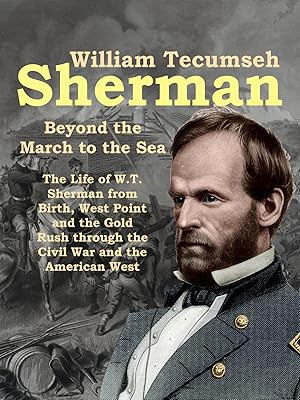 William Tecumseh
Sherman
Beyond the
March to the Sea
The Life of W.T.
Sherman from
Birth, West Point
and the Gold
Rush through the
Civil War and the
American West